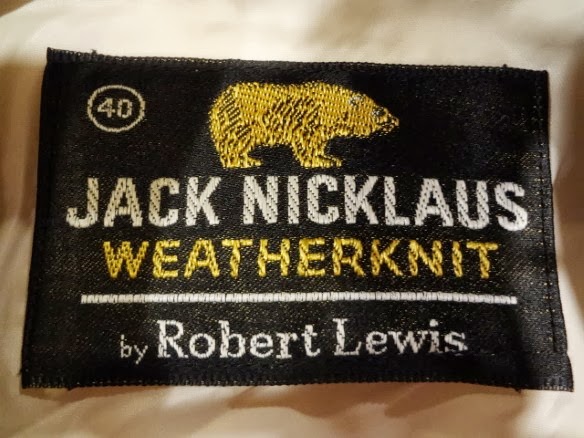 40
JACK NICKLAUS
WEATHERKNIT
by Robert Lewis